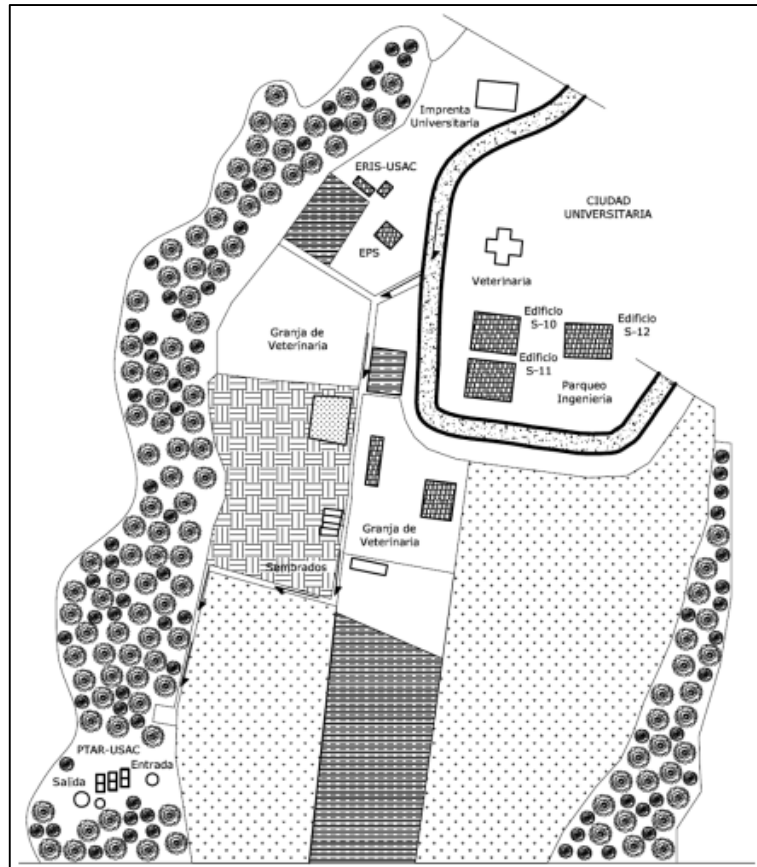 Imprenta
Universitaria
ERIS-USAC
CIUDAD
UNIVERSITARIA
EPS
Veterinaria
Edificio
S-10
Edificio
S-12
Granja de
Veterinaria
Edificio
S-11
Parqueo
Ingenieria
Granja de
Veterinaria
Sembrados
PTAR-USAC
Entrada
Salida